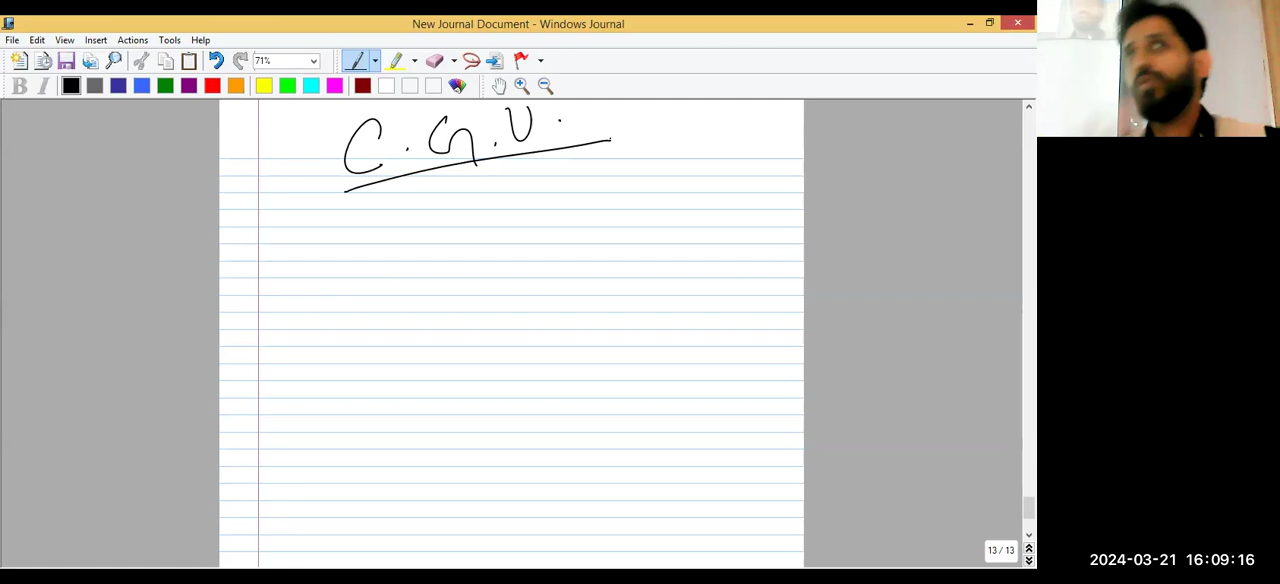 New Journal Document - Windows Journal
File Edit View Insert Actions Tools Help
71%
B I
C. G. U.
13 / 13
2024-03-21 16:09:16